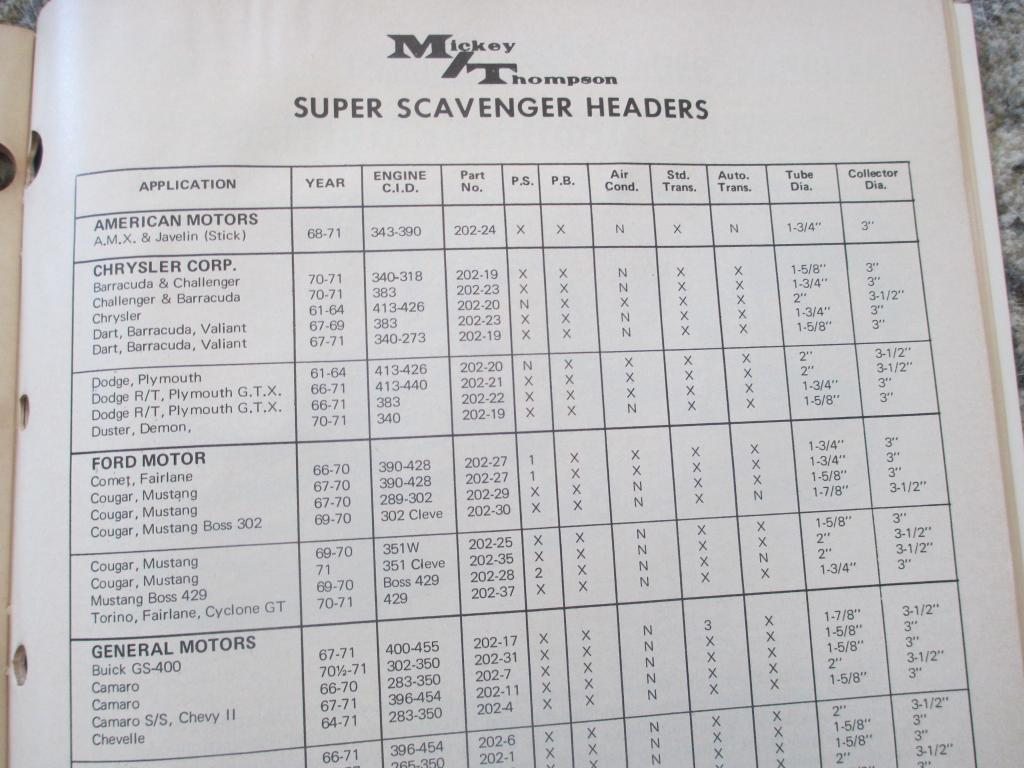 Mickey
Thompson
SUPER SCAVENGER HEADERS
APPLICATION YEAR ENGINE C.I.D. Part No. P.S. P.B. Air Cond. Std. Trans. Auto. Trans. Tube Dia. Collector Dia.
AMERICAN MOTORS
A.M.X. & Javelin (Stick) 68-71 343-390 202-24 X X N X N 1-3/4" 3"
CHRYSLER CORP.
Barracuda & Challenger 70-71 340-318 202-19 X X N X X 1-5/8" 3"
Challenger & Barracuda 70-71 383 202-23 X X N X X 1-3/4" 3"
Chrysler 61-64 413-426 202-20 N X X X X 2" 3-1/2"
Dart, Barracuda, Valiant 67-69 383 202-23 X X N X X 1-3/4" 3"
Dart, Barracuda, Valiant 67-71 340-273 202-19 X X N X X 1-5/8" 3"
Dodge, Plymouth 61-64 413-426 202-20 N X X X X 2" 3-1/2"
Dodge R/T, Plymouth G.T.X. 66-71 413-440 202-21 X X X X X 2" 3-1/2"
Dodge R/T, Plymouth G.T.X. 66-71 383 202-22 X X X X X 1-3/4" 3"
Duster, Demon, 70-71 340 202-19 X X N X X 1-5/8" 3"
FORD MOTOR
Comet, Fairlane 66-70 390-428 202-27 1 X X X X 1-3/4" 3"
Cougar, Mustang 67-70 390-428 202-27 1 X X X X 1-3/4" 3"
Cougar, Mustang 67-70 289-302 202-29 X X N X X 1-5/8" 3"
Cougar, Mustang Boss 302 69-70 302 Cleve 202-30 X X N X N 1-7/8" 3-1/2"
Cougar, Mustang 69-70 351W 202-25 X X N X X 1-5/8" 3"
Cougar, Mustang 71 351 Cleve 202-35 X X N X X 2" 3-1/2"
Mustang Boss 429 69-70 Boss 429 202-28 2 X N X N 2" 3-1/2"
Torino, Fairlane, Cyclone GT 70-71 429 202-37 X X N X X 1-3/4" 3"
GENERAL MOTORS
Buick GS-400 67-71 400-455 202-17 X X N 3 X 1-7/8" 3-1/2"
Camaro 70½-71 302-350 202-31 X X N X X 1-5/8" 3"
Camaro 66-70 283-350 202-7 X X N X X 1-5/8" 3"
Camaro S/S, Chevy II 67-71 396-454 202-11 X X N X X 2" 3-1/2"
Chevelle 64-71 283-350 202-4 X X N X X 1-5/8" 3"
66-71 396-454 202-6 X X N X X 2" 3-1/2"
265-350 202-1 X X N X X 1-5/8" 3"
X X N X X 1-5/8" 3"
2" 3-1/2"